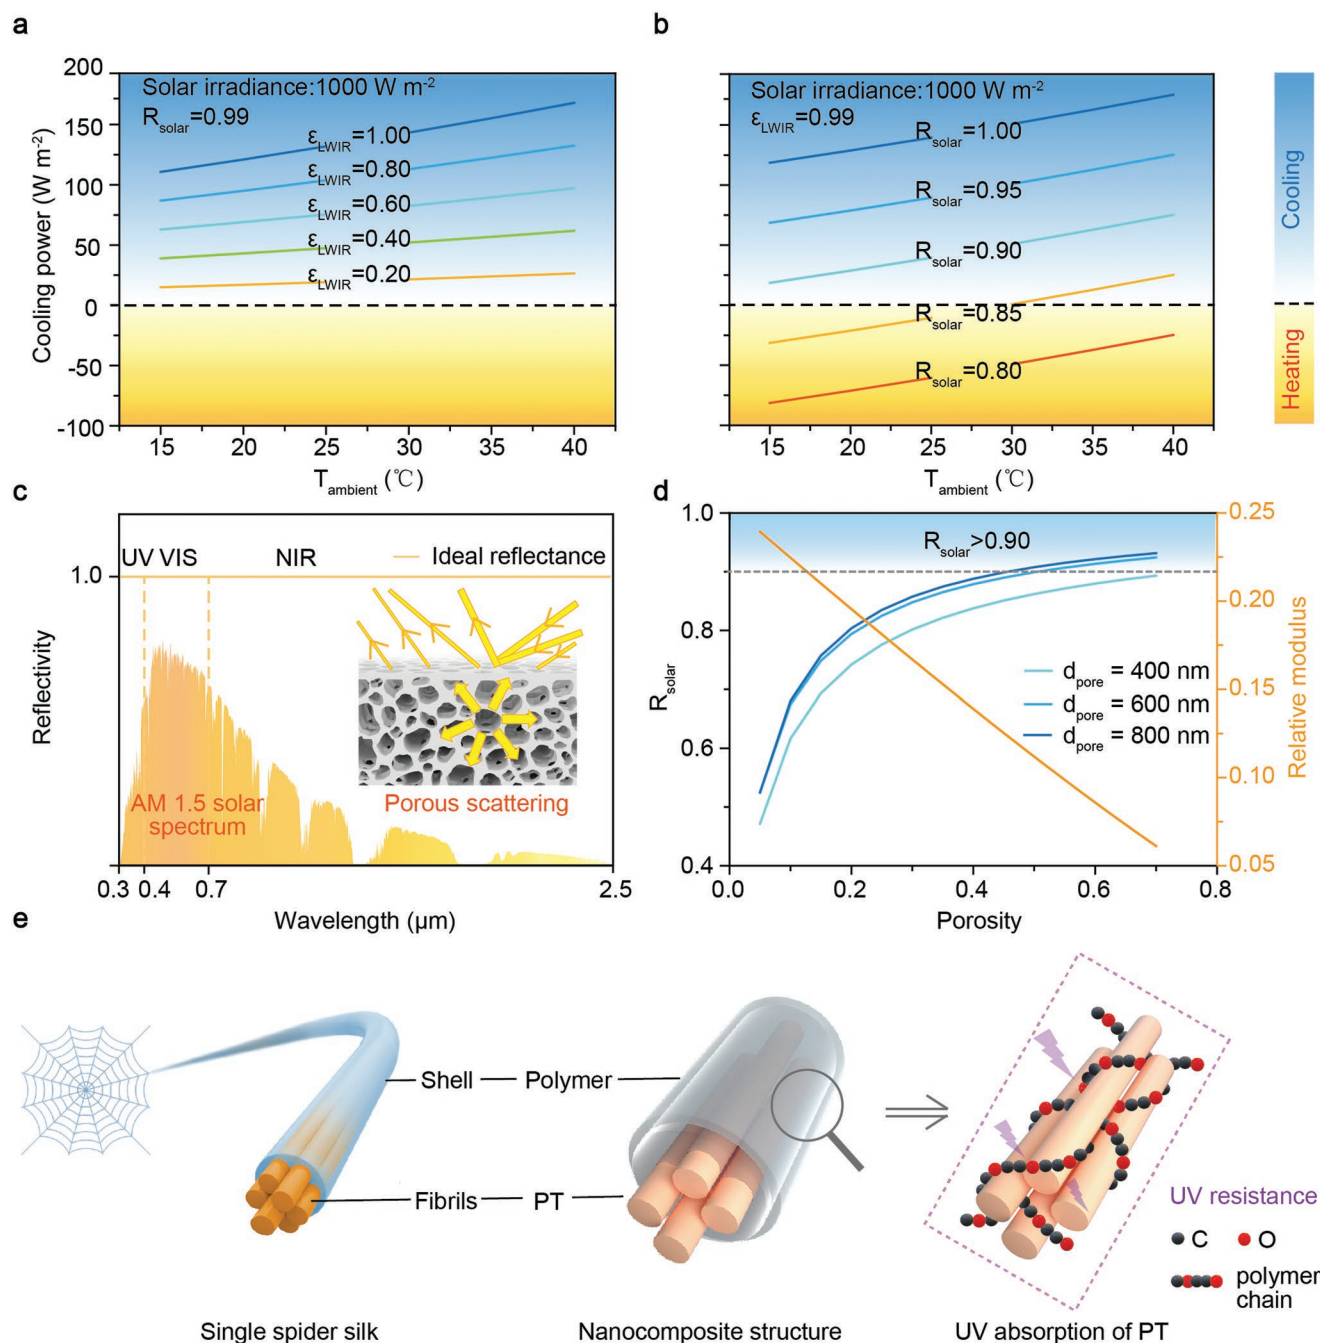 a
Solar irradiance:1000 W m⁻²
R_solar=0.99
ε_LWIR=1.00
ε_LWIR=0.80
ε_LWIR=0.60
ε_LWIR=0.40
ε_LWIR=0.20
200
150
100
50
0
-50
-100
Cooling power (W m⁻²)
15
20
25
30
35
40
T_ambient (℃)
b
Solar irradiance:1000 W m⁻²
ε_LWIR=0.99
R_solar=1.00
R_solar=0.95
R_solar=0.90
R_solar=0.85
R_solar=0.80
15
20
25
30
35
40
T_ambient (℃)
Cooling
Heating
c
UV
VIS
NIR
Ideal reflectance
1.0
Reflectivity
AM 1.5 solar
spectrum
Porous scattering
0.3
0.4
0.7
2.5
Wavelength (μm)
d
R_solar>0.90
1.0
0.8
0.6
0.4
R_solar
d_pore = 400 nm
d_pore = 600 nm
d_pore = 800 nm
0.25
0.20
0.15
0.10
0.05
Relative modulus
0.0
0.2
0.4
0.6
0.8
Porosity
e
Shell
Polymer
Fibrils
PT
UV resistance
C
O
polymer
chain
Single spider silk
Nanocomposite structure
UV absorption of PT